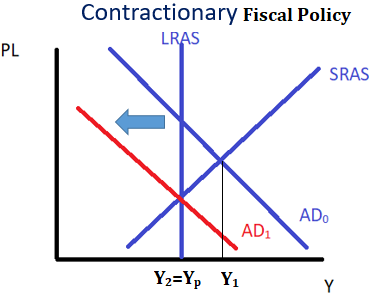 Contractionary Fiscal Policy
LRAS
PL
SRAS
AD₀
AD₁
Y₂=Yₚ Y₁
Y